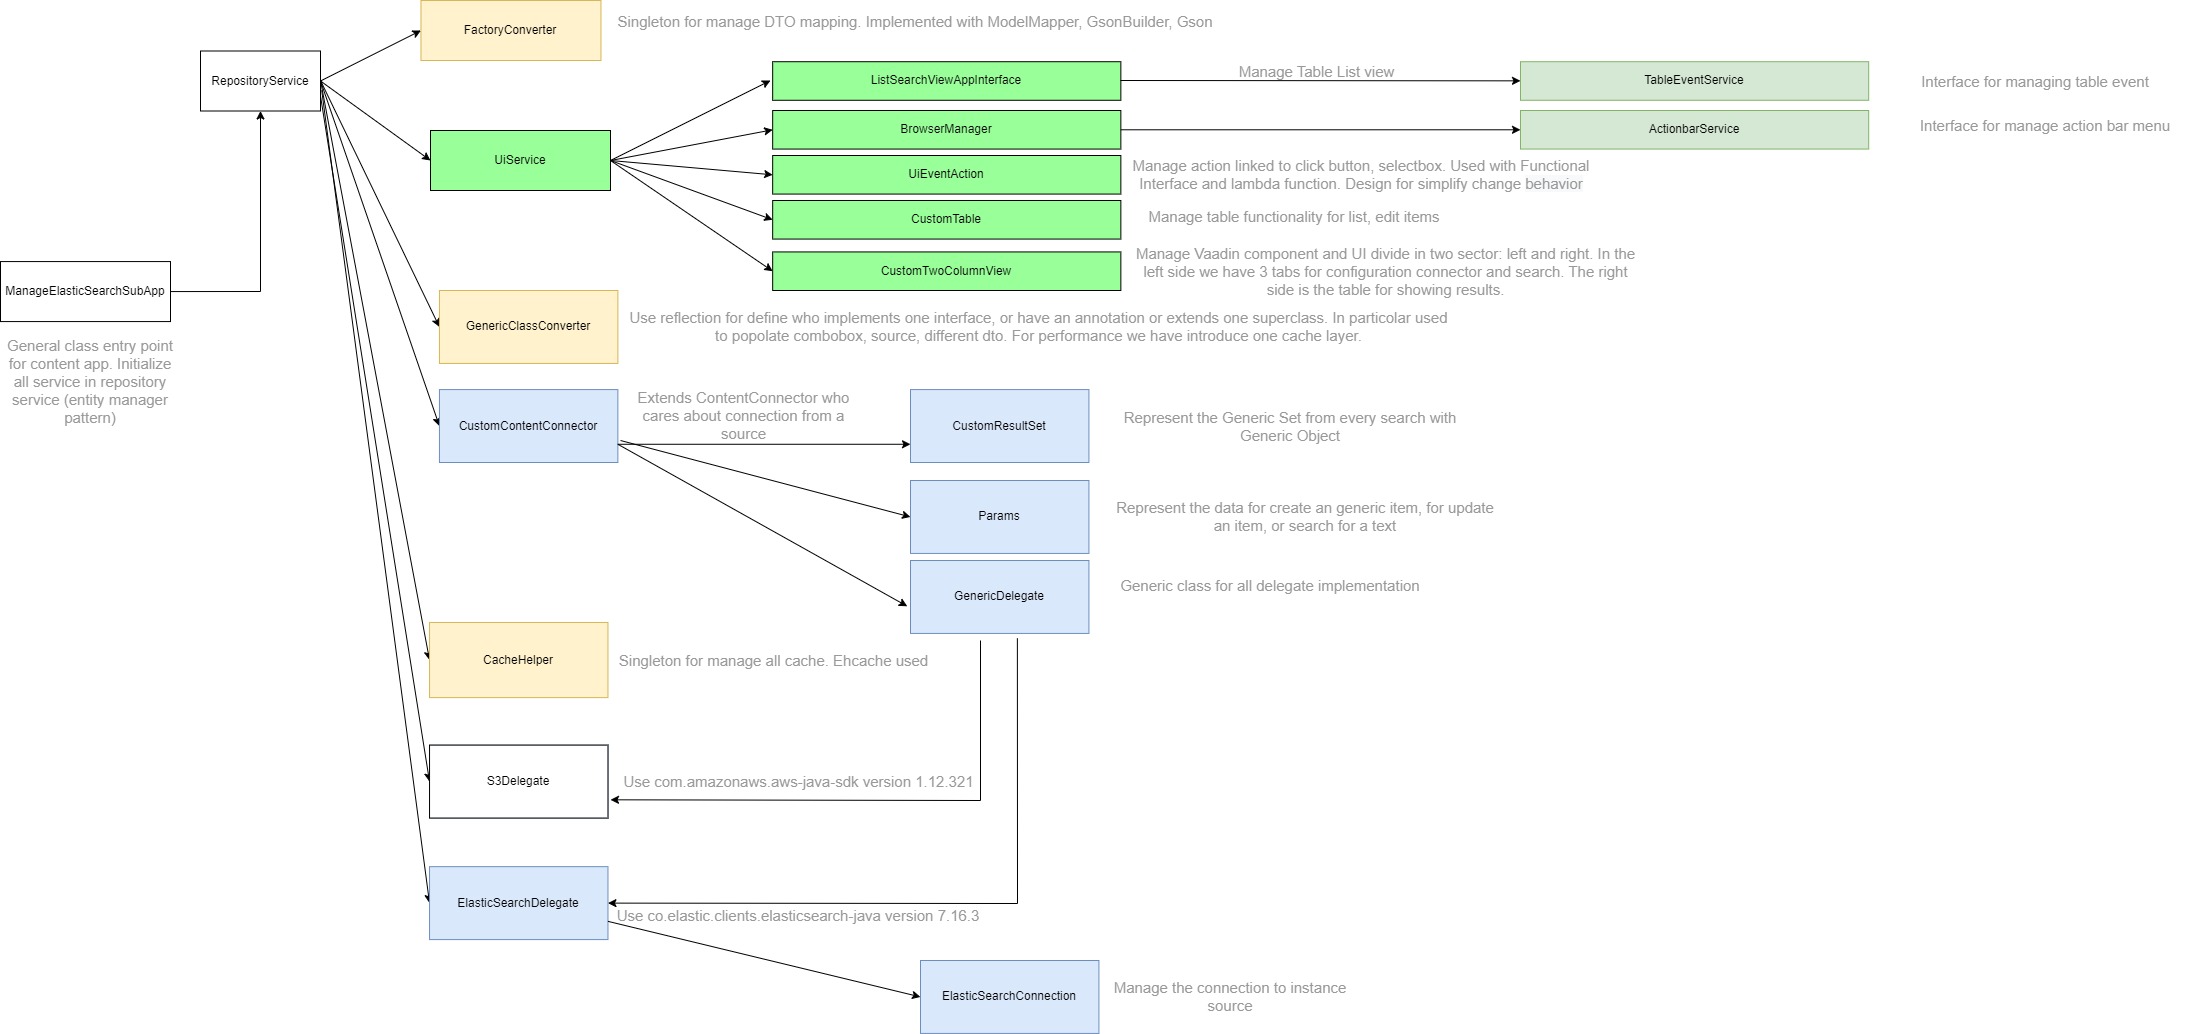 FactoryConverter
Singleton for manage DTO mapping. Implemented with ModelMapper, GsonBuilder, Gson
RepositoryService
ListSearchViewAppInterface
Manage Table List view
TableEventService
Interface for managing table event
BrowserManager
ActionbarService
Interface for manage action bar menu
UiService
UiEventAction
Manage action linked to click button, selectbox. Used with Functional
Interface and lambda function. Design for simplify change behavior
CustomTable
Manage table functionality for list, edit items
CustomTwoColumnView
Manage Vaadin component and UI divide in two sector: left and right. In the
left side we have 3 tabs for configuration connector and search. The right
side is the table for showing results.
ManageElasticSearchSubApp
General class entry point
for content app. Initialize
all service in repository
service (entity manager
pattern)
GenericClassConverter
Use reflection for define who implements one interface, or have an annotation or extends one superclass. In particolar used
to popolate combobox, source, different dto. For performance we have introduce one cache layer.
CustomContentConnector
Extends ContentConnector who
cares about connection from a
source
CustomResultSet
Represent the Generic Set from every search with
Generic Object
Params
Represent the data for create an generic item, for update
an item, or search for a text
GenericDelegate
Generic class for all delegate implementation
CacheHelper
Singleton for manage all cache. Ehcache used
S3Delegate
Use com.amazonaws.aws-java-sdk version 1.12.321
ElasticSearchDelegate
Use co.elastic.clients.elasticsearch-java version 7.16.3
ElasticSearchConnection
Manage the connection to instance
source